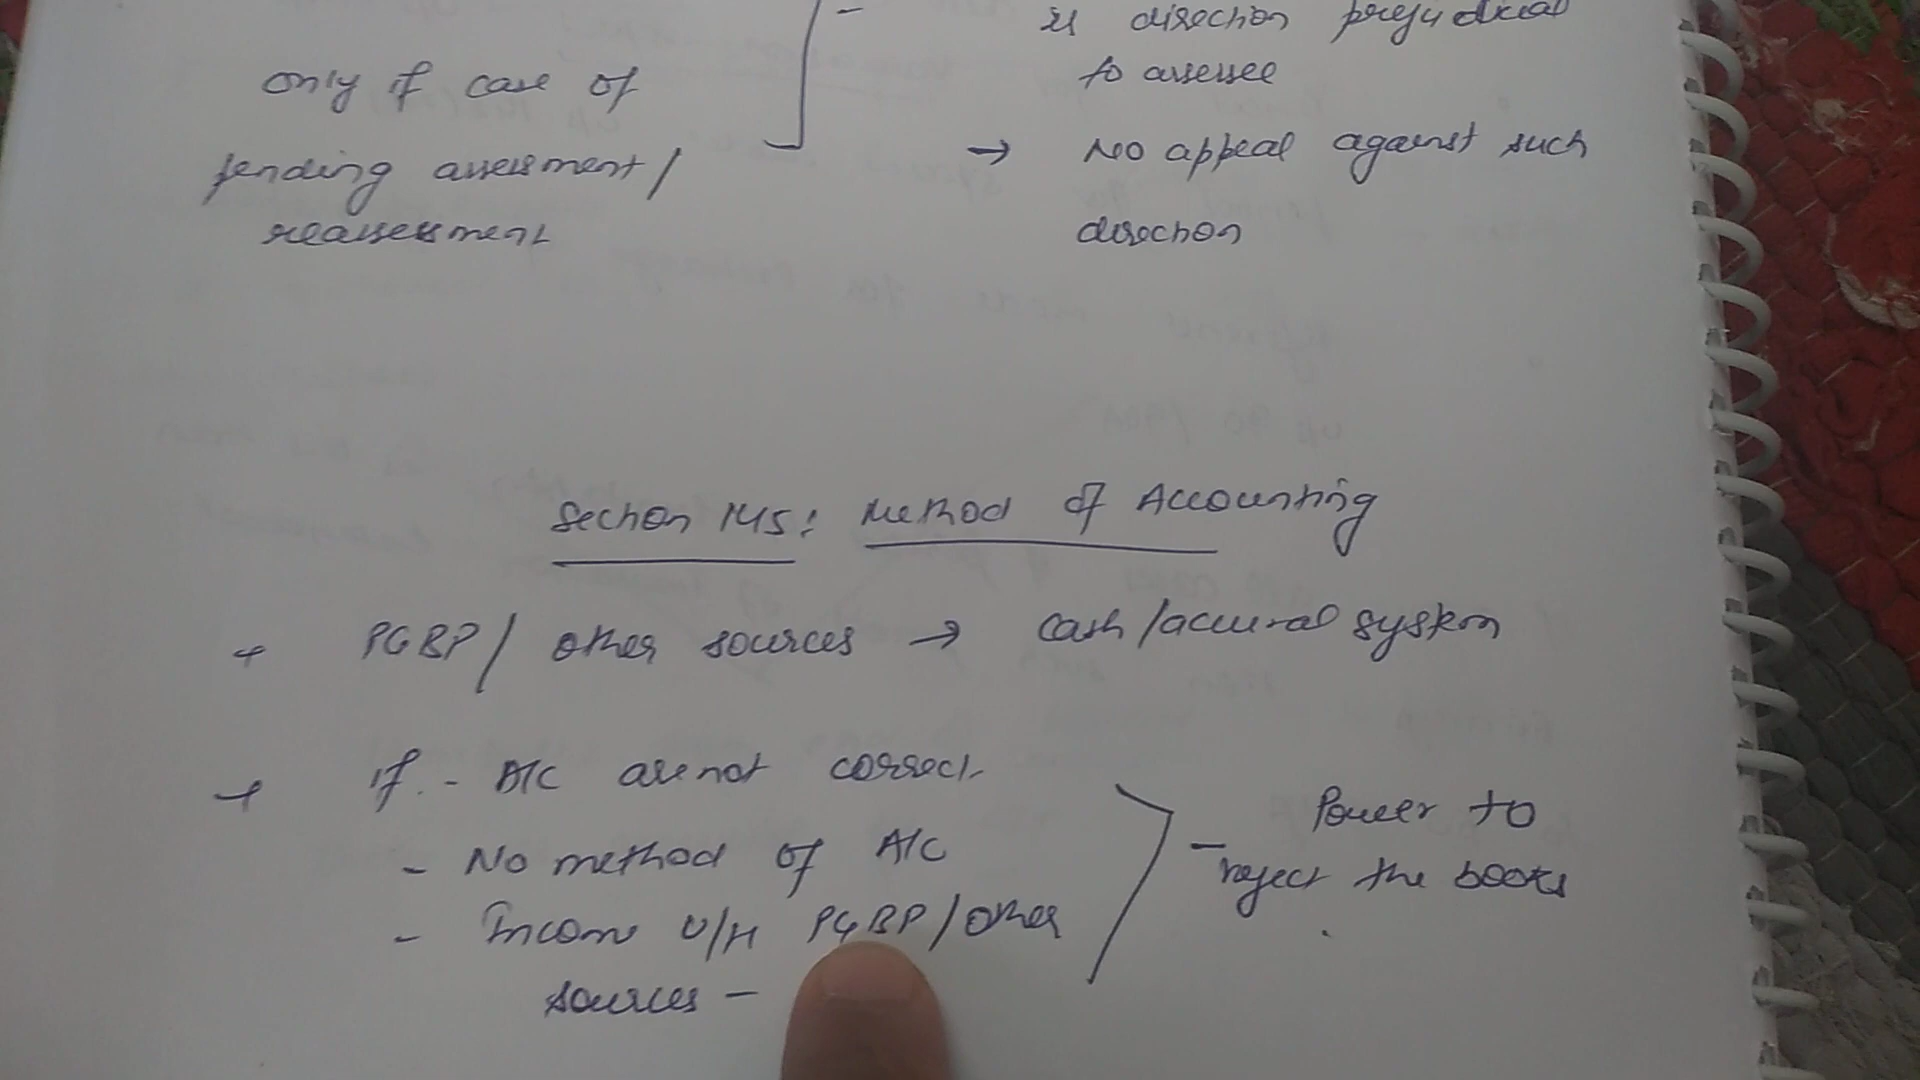 only if case of
pending assessment/
reassessment
direction prejudicial
to assessee
→ No appeal against such
direction
Section 145: Method of Accounting
PGBP/ other sources → cash/accural system
if - A/C are not correct
- No method of A/C
- Income U/H PGBP/other
sources -
- Power to
reject the books